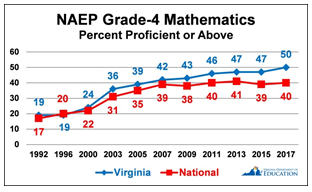 NAEP Grade-4 Mathematics
Percent Proficient or Above
60
50
40
30
20
10
0
19 19 24 36 39 42 43 46 47 47 50
17 20 22 31 35 39 38 40 41 39 40
1992 1996 2000 2003 2005 2007 2009 2011 2013 2015 2017
Virginia National
VIRGINIA DEPARTMENT OF
EDUCATION